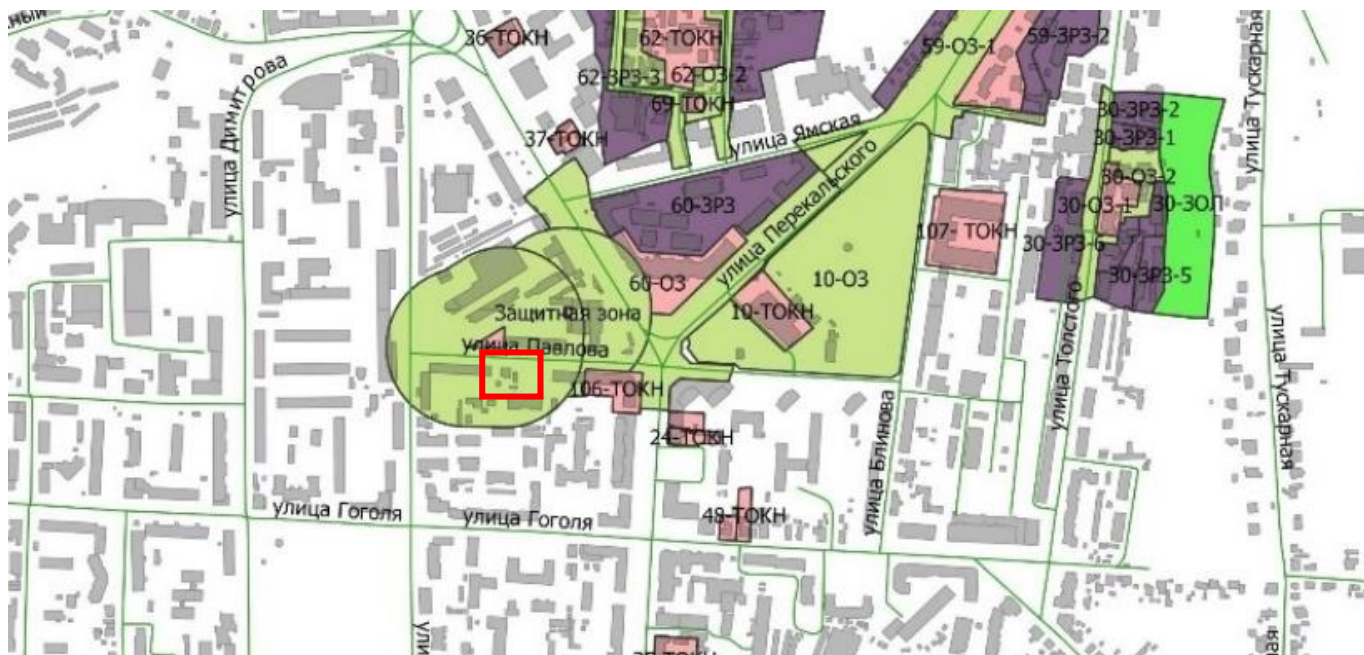 36-ТОКН
62-ТОКН
59-ОЗ-1
59-ЗРЗ-2
улица Тускарная
улица Димитрова
62-ЗРЗ-3
62-ОЗ-2
69-ТОКН
37-ТОКН
улица Ямская
30-ЗРЗ-2
30-ЗРЗ-1
30-ОЗ-2
60-ЗРЗ
улица Перекальского
30-ОЗ-1
30-ЗОЛ
107- ТОКН
30-ЗРЗ-6
30-ЗРЗ-5
10-ОЗ
10-ТОКН
Защитная зона
улица Павлова
106-ТОКН
24-ТОКН
улица Толстого
улица Тускарная
улица Блинова
улица Гоголя
улица Гоголя
48-ТОКН